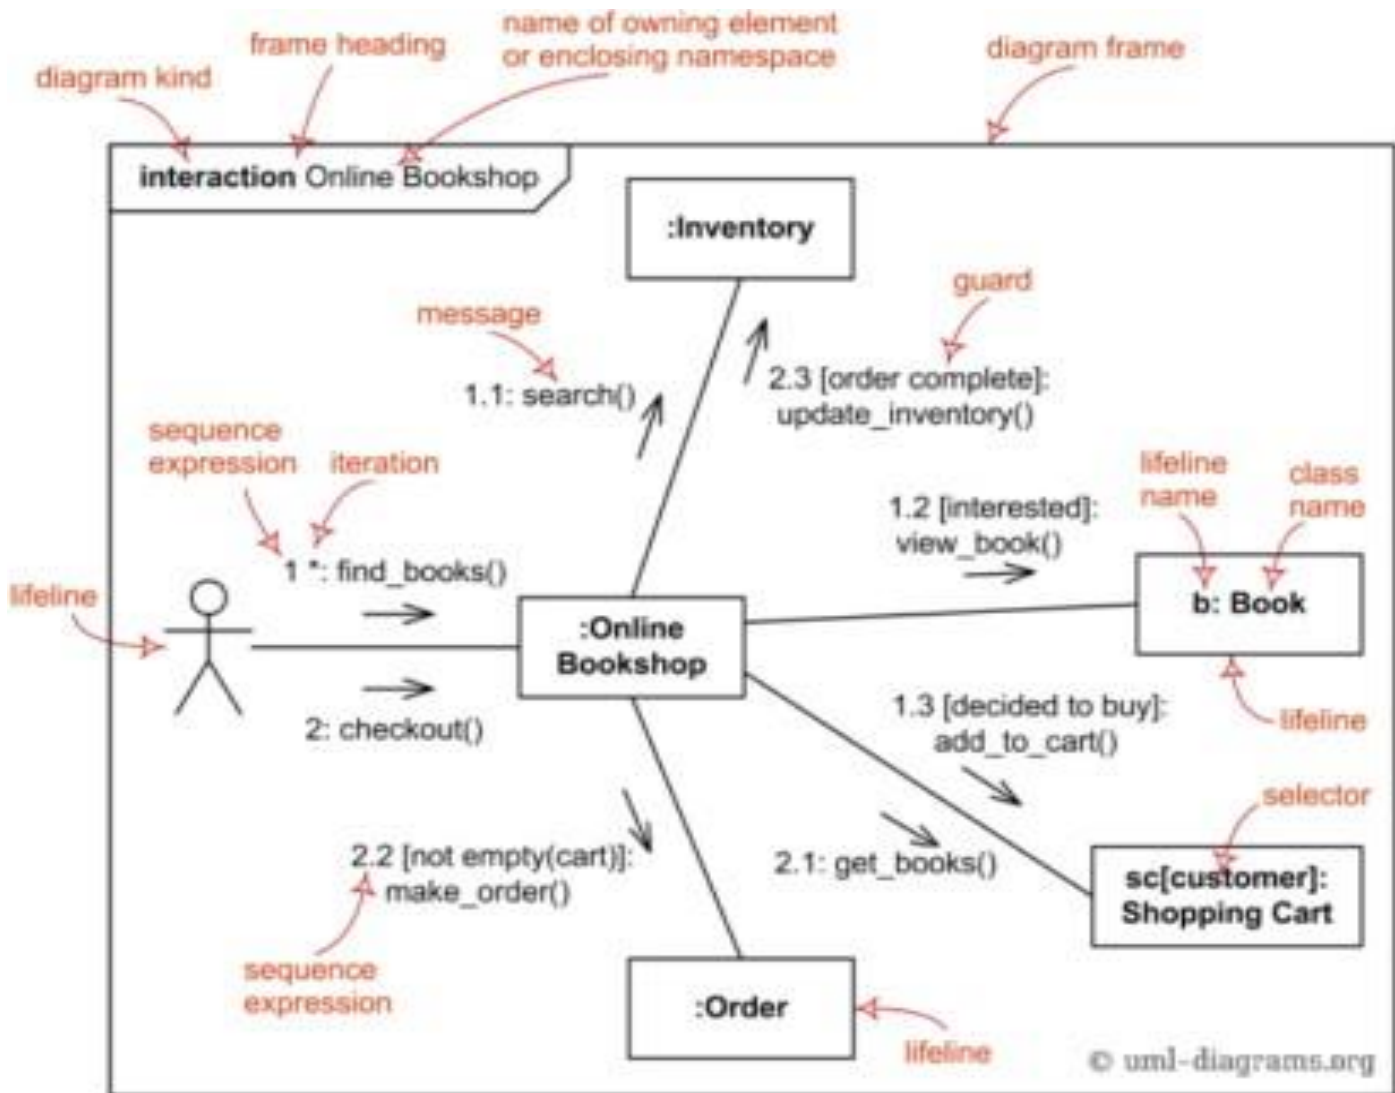 name of owning element
or enclosing namespace
frame heading
diagram frame
diagram kind
interaction Online Bookshop
:Inventory
guard
message
2.3 [order complete]:
update_inventory()
1.1: search()
sequence
expression
iteration
lifeline
name
class
name
1.2 [interested]:
view_book()
1 *: find_books()
lifeline
b: Book
:Online
Bookshop
1.3 [decided to buy]:
add_to_cart()
lifeline
2: checkout()
selector
2.2 [not empty(cart)]:
make_order()
2.1: get_books()
sc[customer]:
Shopping Cart
sequence
expression
:Order
lifeline
© uml-diagrams.org